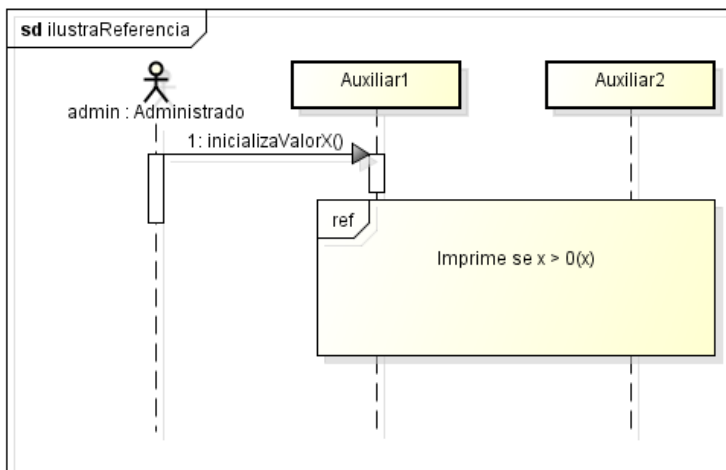 sd ilustraReferencia
admin : Administrado
Auxiliar1
Auxiliar2
1: inicializaValorX()
ref
Imprime se x > 0(x)